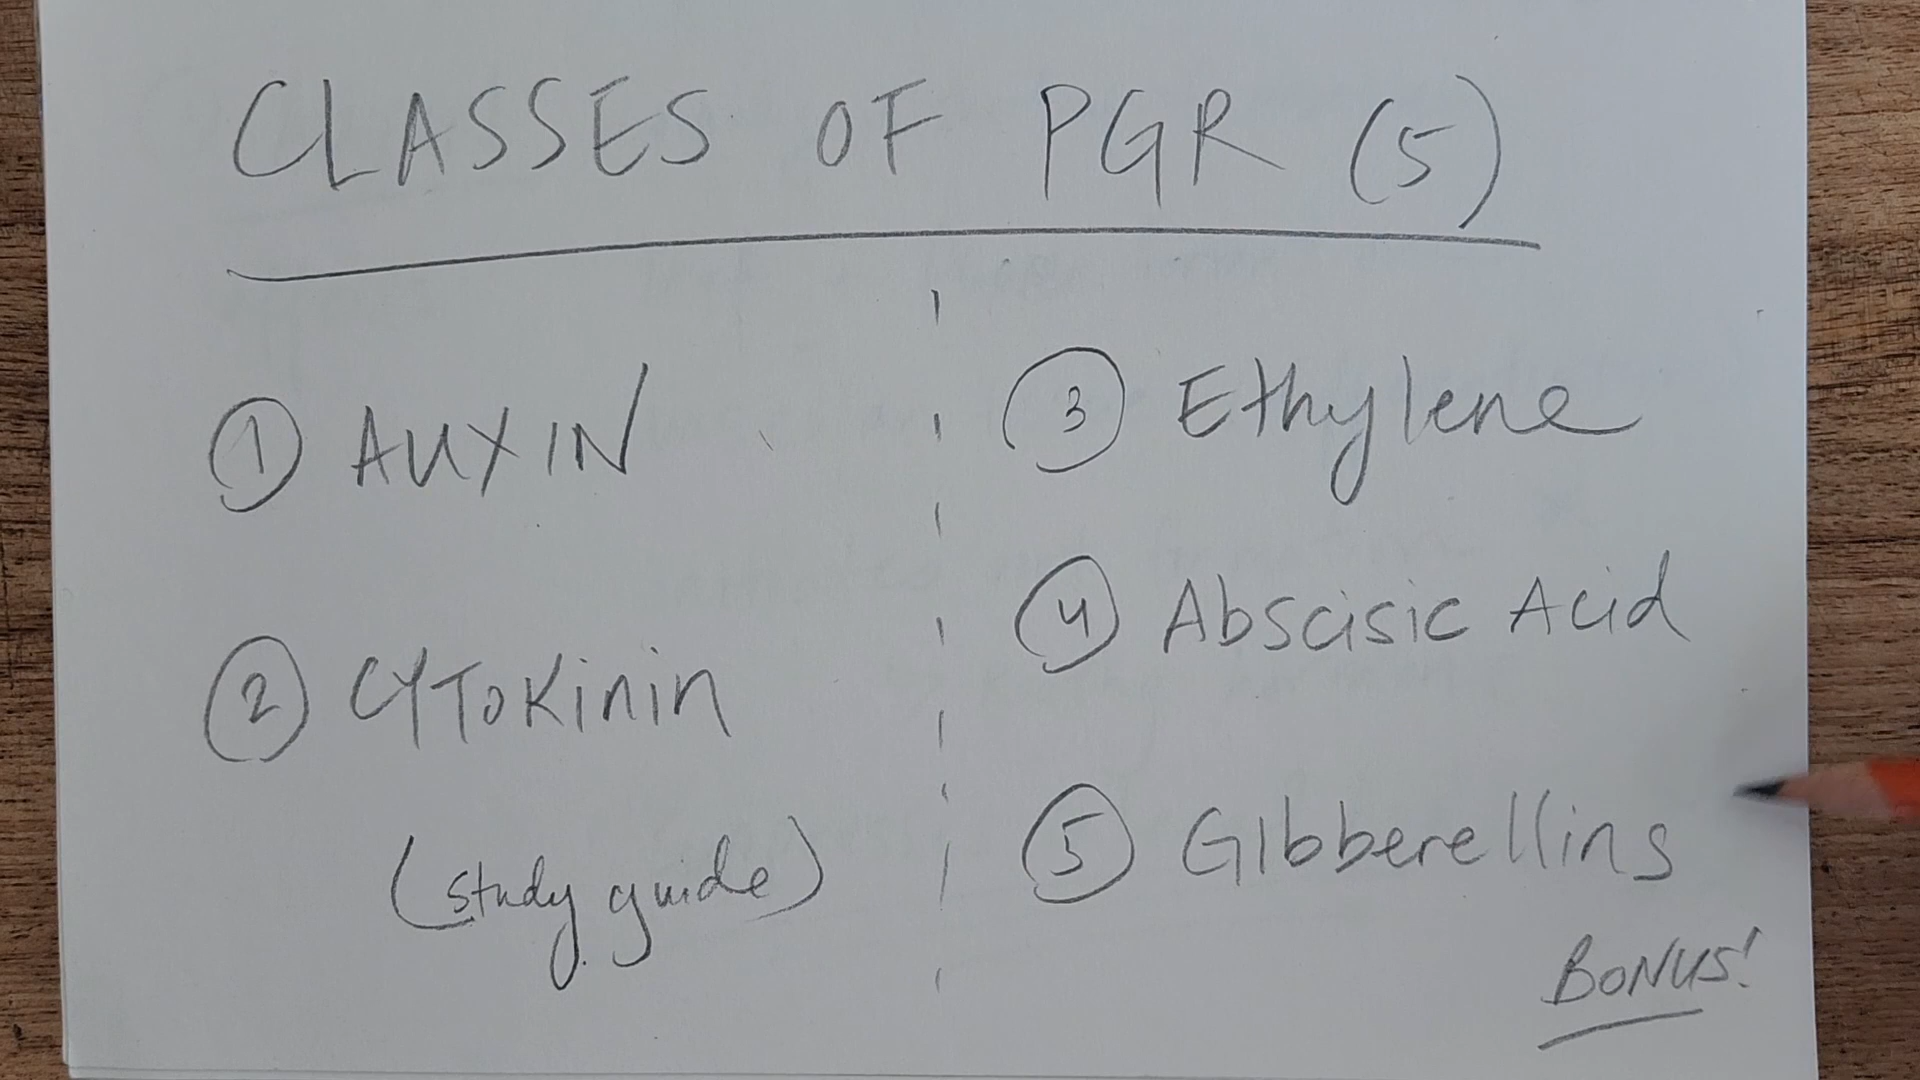 CLASSES OF PGR (5)
1 AUXIN
2 CYTOKinin
(study guide)
3 Ethylene
4 Abscisic Acid
5 GIbberellins
BONUS!